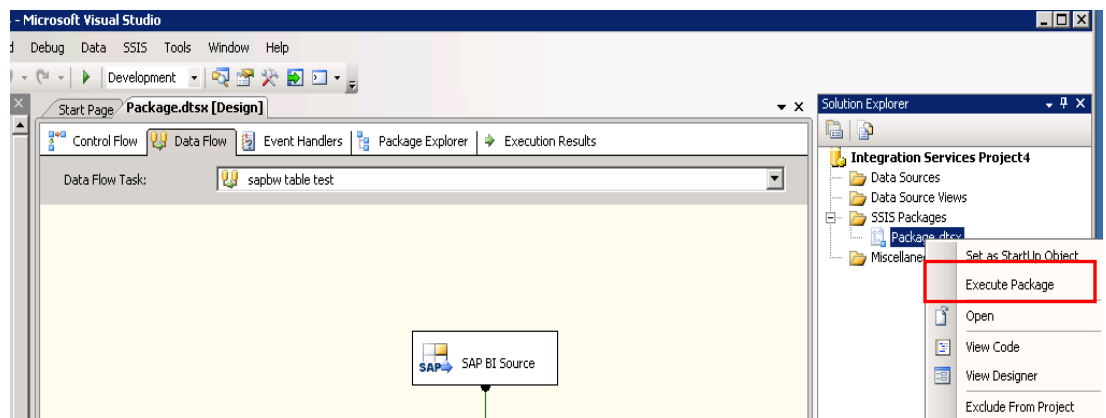 - Microsoft Visual Studio
Debug Data SSIS Tools Window Help
Development
Start Page Package.dtsx [Design]
Control Flow Data Flow Event Handlers Package Explorer Execution Results
Data Flow Task: sapbw table test
SAP SAP BI Source
Solution Explorer
Integration Services Project4
Data Sources
Data Source Views
SSIS Packages
Package.dtsx
Miscellane
Set as StartUp Object
Execute Package
Open
View Code
View Designer
Exclude From Project